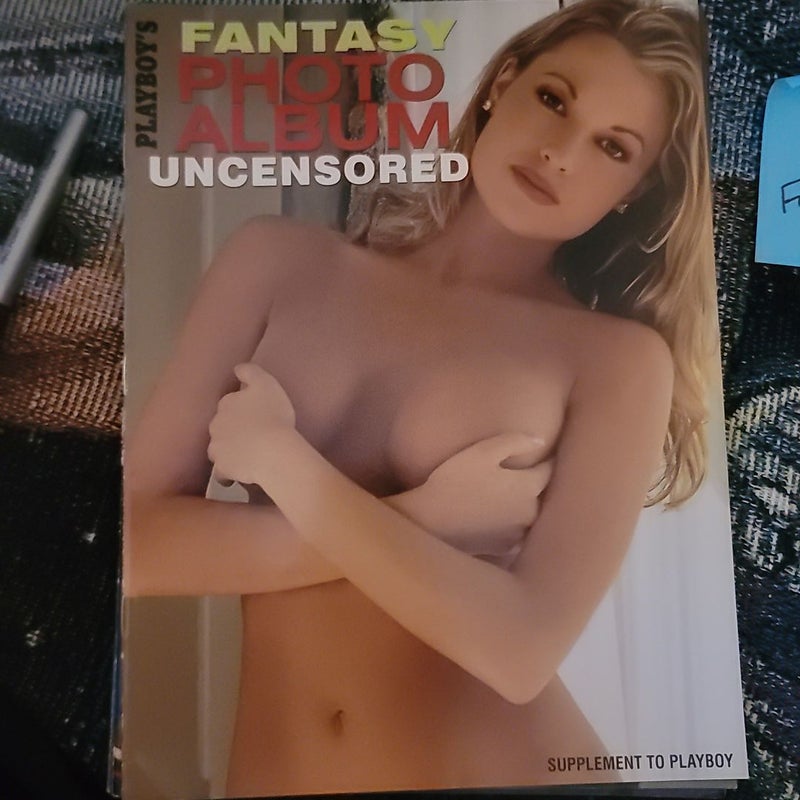 PLAYBOY'S
FANTASY
PHOTO
ALBUM
UNCENSORED
SUPPLEMENT TO PLAYBOY